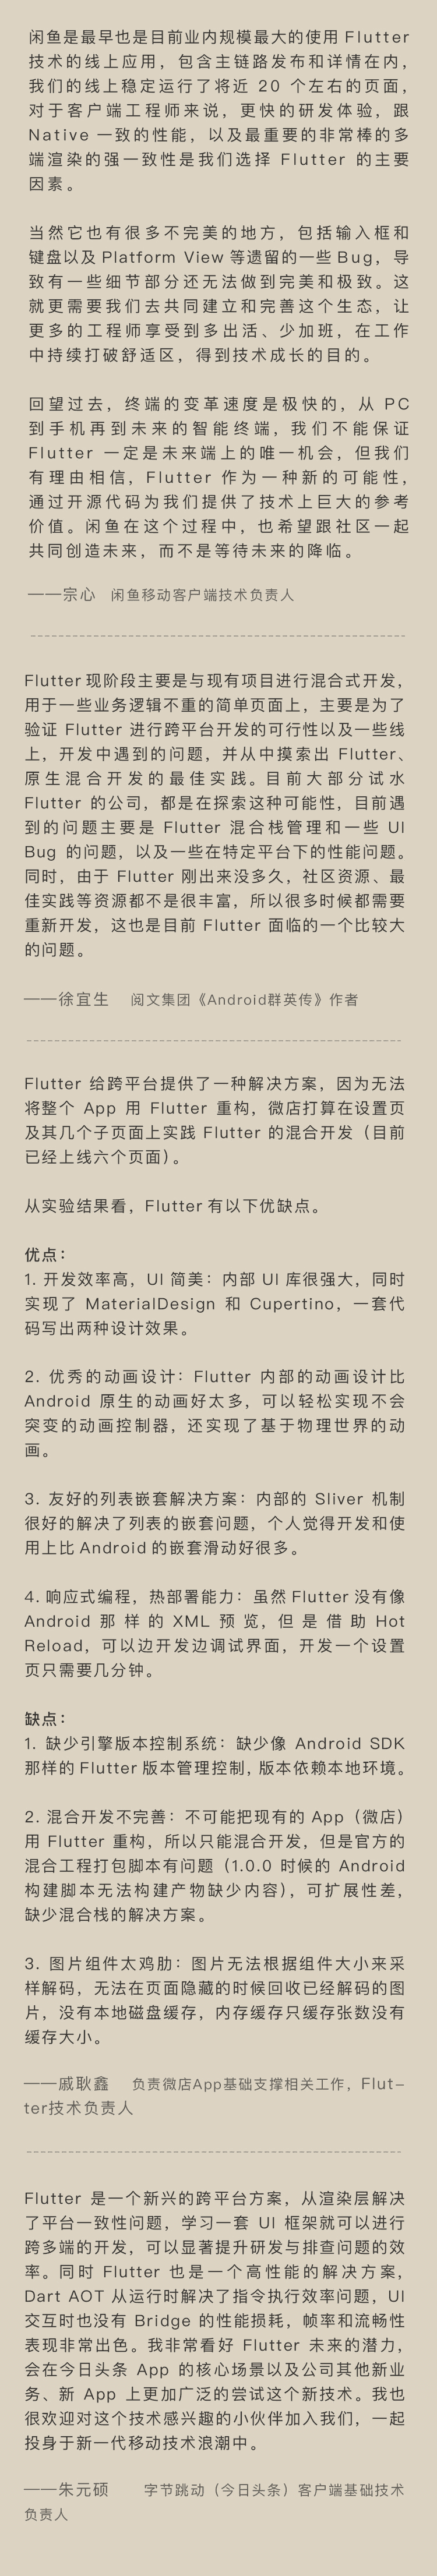 闲鱼是最早也是目前业内规模最大的使用 Flutter
技术的线上应用，包含主链路发布和详情在内，
我们的线上稳定运行了将近 20 个左右的页面，
对于客户端工程师来说，更快的研发体验，跟
Native 一致的性能，以及最重要的非常棒的多
端渲染的强一致性是我们选择 Flutter 的主要
因素。
当然它也有很多不完美的地方，包括输入框和
键盘以及 Platform View 等遗留的一些 Bug，导
致有一些细节部分还无法做到完美和极致。这
就更需要我们去共同建立和完善这个生态，让
更多的工程师享受到多出活、少加班，在工作
中持续打破舒适区，得到技术成长的目的。
回望过去，终端的变革速度是极快的，从 PC
到手机再到未来的智能终端，我们不能保证
Flutter 一定是未来端上的唯一机会，但我们
有理由相信，Flutter 作为一种新的可能性，
通过开源代码为我们提供了技术上巨大的参考
价值。闲鱼在这个过程中，也希望跟社区一起
共同创造未来，而不是等待未来的降临。
——宗心 闲鱼移动客户端技术负责人
Flutter 现阶段主要是与现有项目进行混合式开发，
用于一些业务逻辑不重的简单页面上，主要是为了
验证 Flutter 进行跨平台开发的可行性以及一些线
上，开发中遇到的问题，并从中摸索出 Flutter、
原生混合开发的最佳实践。目前大部分试水
Flutter 的公司，都是在探索这种可能性，目前遇
到的问题主要是 Flutter 混合栈管理和一些 UI
Bug 的问题，以及一些在特定平台下的性能问题。
同时，由于 Flutter 刚出来没多久，社区资源、最
佳实践等资源都不是很丰富，所以很多时候都需要
重新开发，这也是目前 Flutter 面临的一个比较大
的问题。
——徐宜生 阅文集团《Android群英传》作者
Flutter 给跨平台提供了一种解决方案，因为无法
将整个 App 用 Flutter 重构，微店打算在设置页
及其几个子页面上实践 Flutter 的混合开发（目前
已经上线六个页面）。
从实验结果看，Flutter 有以下优缺点。
优点：
1. 开发效率高，UI 简美：内部 UI 库很强大，同时
实现了 MaterialDesign 和 Cupertino，一套代
码写出两种设计效果。
2. 优秀的动画设计：Flutter 内部的动画设计比
Android 原生的动画好太多，可以轻松实现不会
突变的动画控制器，还实现了基于物理世界的动
画。
3. 友好的列表嵌套解决方案：内部的 Sliver 机制
很好的解决了列表的嵌套问题，个人觉得开发和使
用上比 Android 的嵌套滑动好很多。
4. 响应式编程，热部署能力：虽然 Flutter 没有像
Android 那样的 XML 预览，但是借助 Hot
Reload，可以边开发边调试界面，开发一个设置
页只需要几分钟。
缺点：
1. 缺少引擎版本控制系统：缺少像 Android SDK
那样的 Flutter 版本管理控制, 版本依赖本地环境。
2. 混合开发不完善：不可能把现有的 App（微店）
用 Flutter 重构，所以只能混合开发，但是官方的
混合工程打包脚本有问题（1.0.0 时候的 Android
构建脚本无法构建产物缺少内容），可扩展性差，
缺少混合栈的解决方案。
3. 图片组件太鸡肋：图片无法根据组件大小来采
样解码，无法在页面隐藏的时候回收已经解码的图
片，没有本地磁盘缓存，内存缓存只缓存张数没有
缓存大小。
——戚耿鑫 负责微店App基础支撑相关工作，Flut-
ter技术负责人
Flutter 是一个新兴的跨平台方案，从渲染层解决
了平台一致性问题，学习一套 UI 框架就可以进行
跨多端的开发，可以显著提升研发与排查问题的效
率。同时 Flutter 也是一个高性能的解决方案，
Dart AOT 从运行时解决了指令执行效率问题，UI
交互时也没有 Bridge 的性能损耗，帧率和流畅性
表现非常出色。我非常看好 Flutter 未来的潜力，
会在今日头条 App 的核心场景以及公司其他新业
务、新 App 上更加广泛的尝试这个新技术。我也
很欢迎对这个技术感兴趣的小伙伴加入我们，一起
投身于新一代移动技术浪潮中。
——朱元硕 字节跳动（今日头条）客户端基础技术
负责人